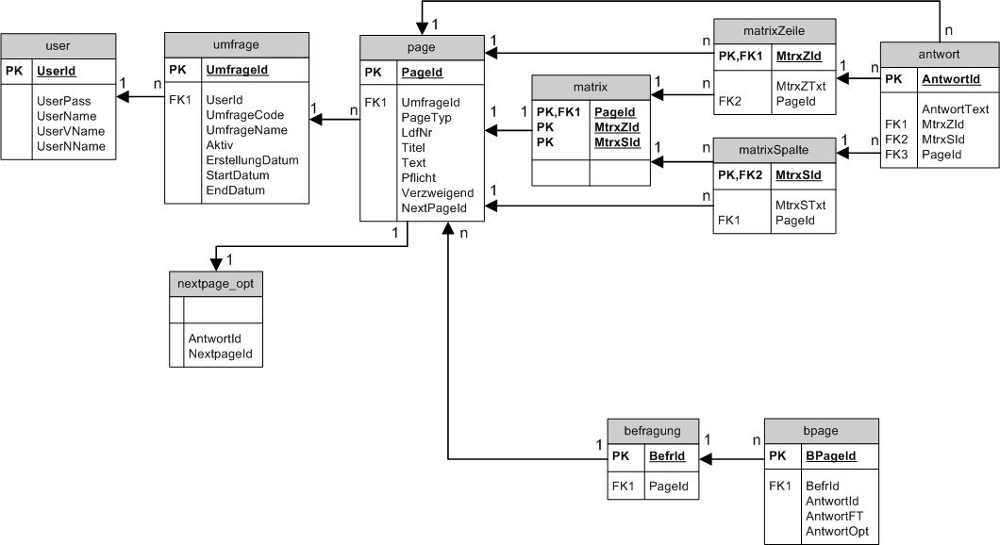 user
PK UserId
UserPass
UserName
UserVName
UserNName
1
n
umfrage
PK UmfrageId
FK1 UserId
UmfrageCode
UmfrageName
Aktiv
ErstellungDatum
StartDatum
EndDatum
1
n
page
PK PageId
FK1 UmfrageId
PageTyp
LdfNr
Titel
Text
Pflicht
Verzweigend
NextPageId
1
1
n
1
1
matrix
PK,FK1 PageId
PK MtrxZId
PK MtrxSId
1
n
1
n
1
n
matrixZeile
PK,FK1 MtrxZId
MtrxZTxt
FK2 PageId
matrixSpalte
PK,FK2 MtrxSId
MtrxSTxt
FK1 PageId
1
n
1
n
n
antwort
PK AntwortId
AntwortText
FK1 MtrxZId
FK2 MtrxSId
FK3 PageId
1
n
1
1
nextpage_opt
AntwortId
NextpageId
n
1
befragung
PK BefrId
FK1 PageId
1
n
bpage
PK BPageId
FK1 BefrId
AntwortId
AntwortFT
AntwortOpt